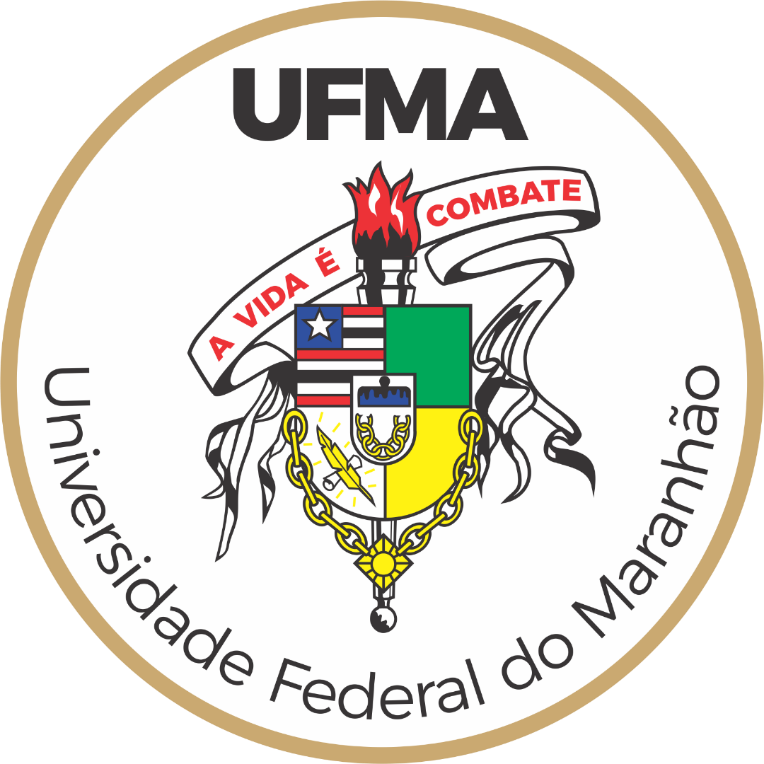 UFMA
A VIDA É COMBATE
Universidade Federal do Maranhão